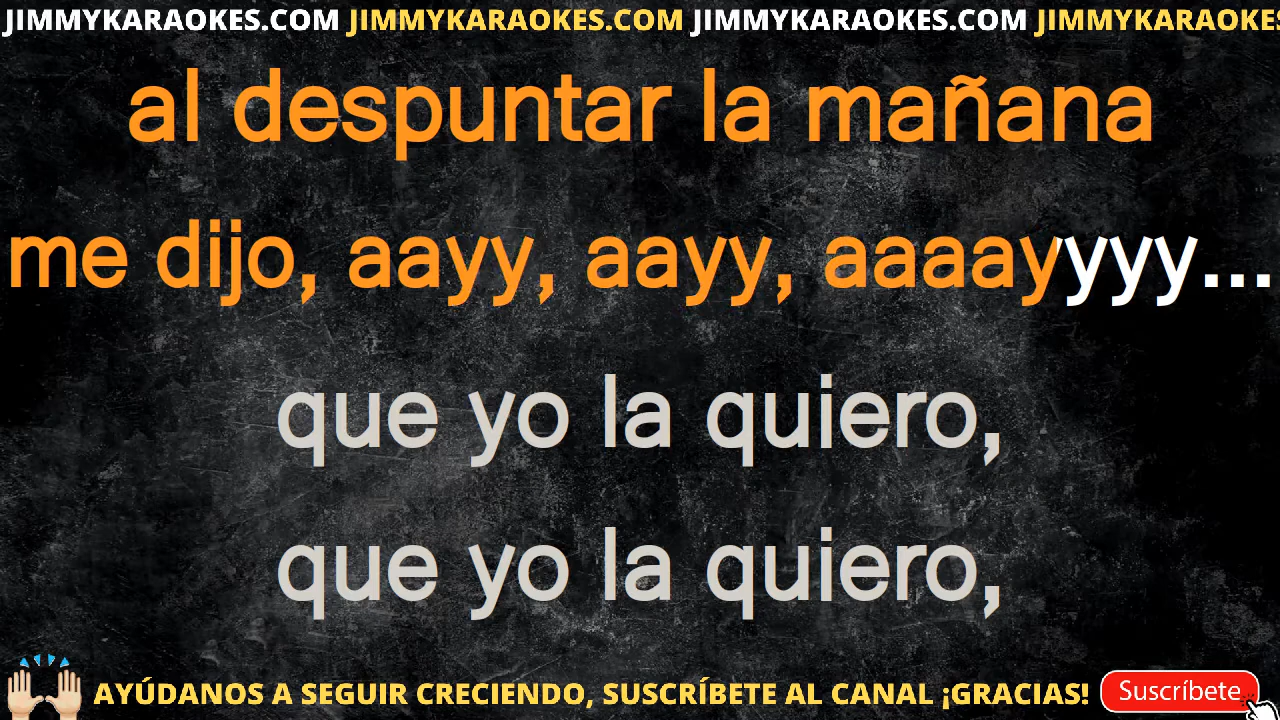 JIMMYKARAOKES.COM JIMMYKARAOKES.COM JIMMYKARAOKES.COM JIMMYKARAOKES
al despuntar la mañana
me dijo, aayy, aayy, aaaayyyy...
que yo la quiero,
que yo la quiero,
AYÚDANOS A SEGUIR CRECIENDO, SUSCRÍBETE AL CANAL ¡GRACIAS! Suscríbete